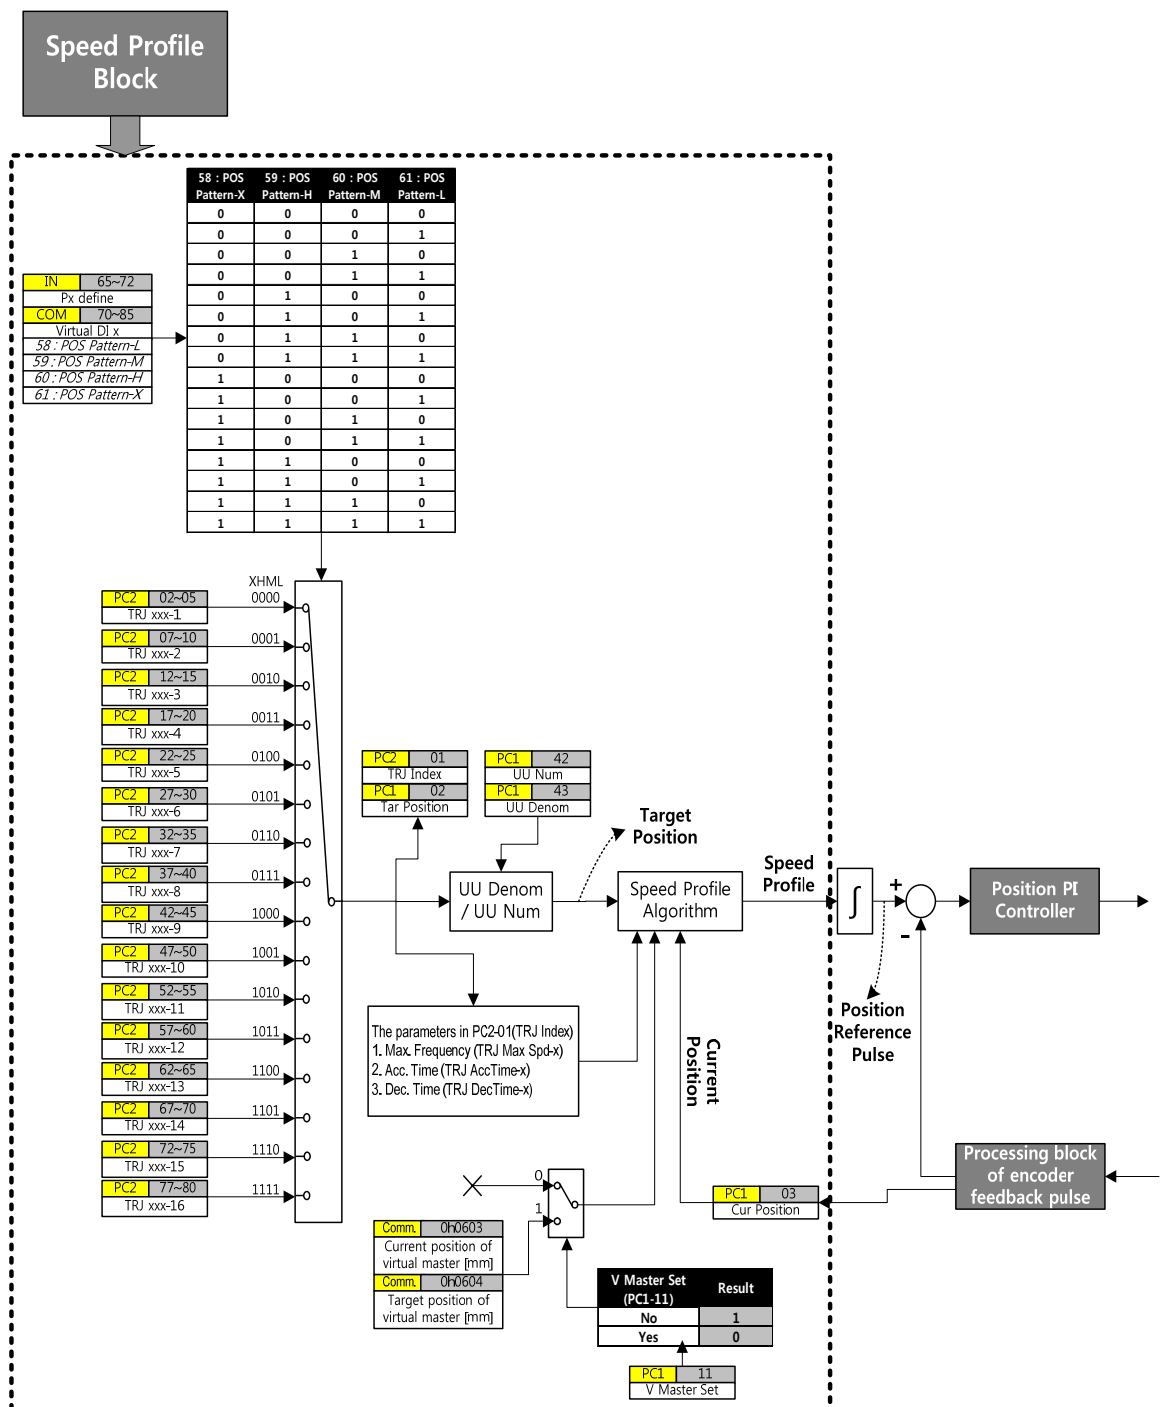 Speed Profile
Block
58 : POS Pattern-X 59 : POS Pattern-H 60 : POS Pattern-M 61 : POS Pattern-L
0 0 0 0
0 0 0 1
0 0 1 0
0 0 1 1
0 1 0 0
0 1 0 1
0 1 1 0
0 1 1 1
1 0 0 0
1 0 0 1
1 0 1 0
1 0 1 1
1 1 0 0
1 1 0 1
1 1 1 0
1 1 1 1
IN 65~72
Px define
COM 70~85
Virtual DI x
58 : POS Pattern-L
59 : POS Pattern-M
60 : POS Pattern-H
61 : POS Pattern-X
XHML
PC2 02~05 0000
TRJ xxx-1
PC2 07~10 0001
TRJ xxx-2
PC2 12~15 0010
TRJ xxx-3
PC2 17~20 0011
TRJ xxx-4
PC2 22~25 0100
TRJ xxx-5
PC2 27~30 0101
TRJ xxx-6
PC2 32~35 0110
TRJ xxx-7
PC2 37~40 0111
TRJ xxx-8
PC2 42~45 1000
TRJ xxx-9
PC2 47~50 1001
TRJ xxx-10
PC2 52~55 1010
TRJ xxx-11
PC2 57~60 1011
TRJ xxx-12
PC2 62~65 1100
TRJ xxx-13
PC2 67~70 1101
TRJ xxx-14
PC2 72~75 1110
TRJ xxx-15
PC2 77~80 1111
TRJ xxx-16
PC2 01
TRJ Index
PC1 02
Tar Position
PC1 42
UU Num
PC1 43
UU Denom
UU Denom
/ UU Num
Target
Position
Speed Profile
Algorithm
Speed
Profile
∫
+
-
Position PI
Controller
Position
Reference
Pulse
The parameters in PC2-01(TRJ Index)
1. Max. Frequency (TRJ Max Spd-x)
2. Acc. Time (TRJ AccTime-x)
3. Dec. Time (TRJ DecTime-x)
Current
Position
Processing block
of encoder
feedback pulse
PC1 03
Cur Position
0
1
Comm. 0h0603
Current position of
virtual master [mm]
Comm. 0h0604
Target position of
virtual master [mm]
V Master Set (PC1-11) Result
No 1
Yes 0
PC1 11
V Master Set